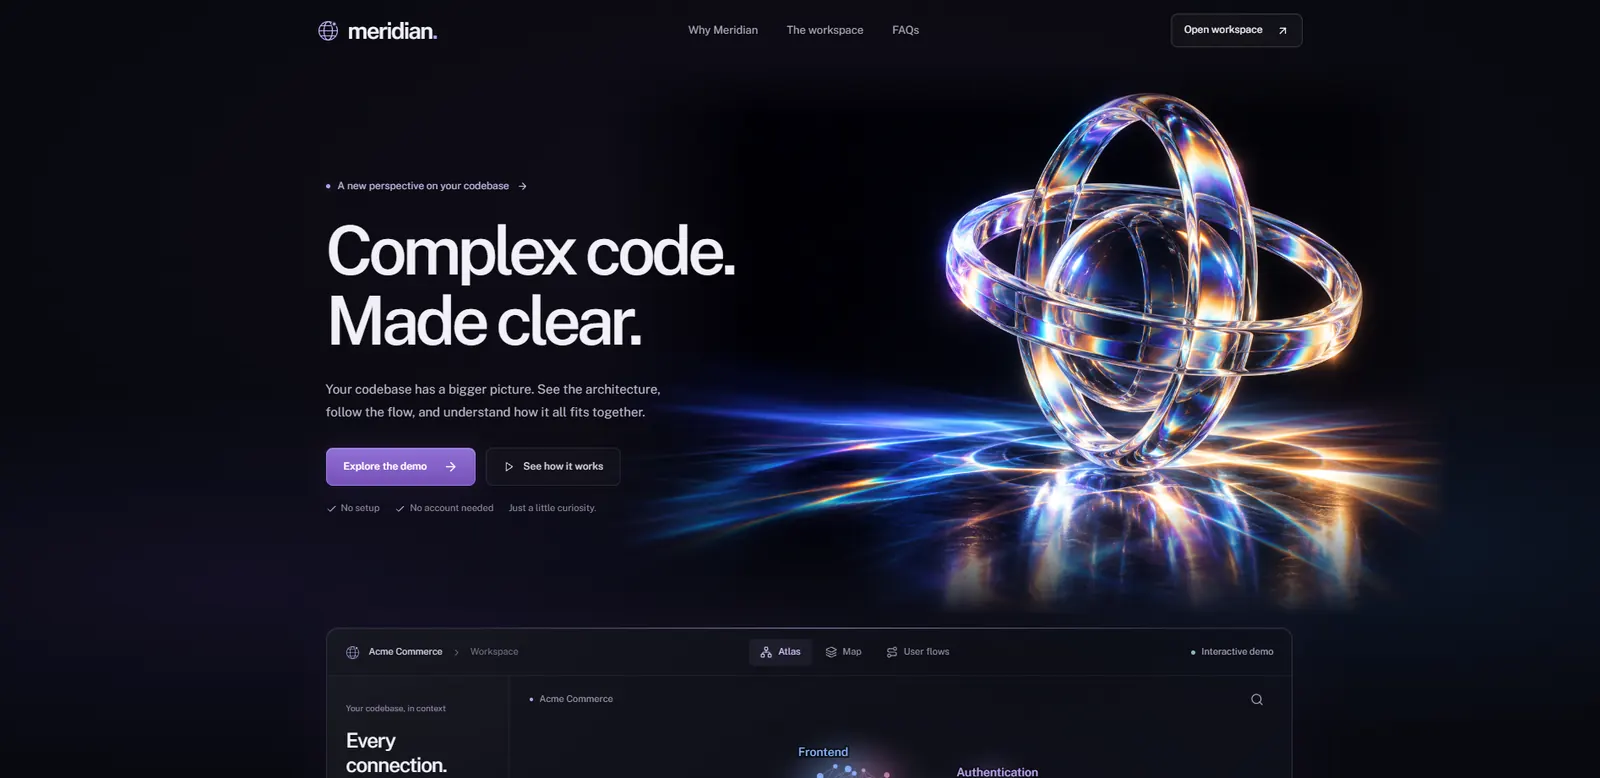 meridian.
Why Meridian
The workspace
FAQs
Open workspace
A new perspective on your codebase
Complex code.
Made clear.
Your codebase has a bigger picture. See the architecture,
follow the flow, and understand how it all fits together.
Explore the demo
See how it works
No setup
No account needed
Just a little curiosity.
Acme Commerce
Workspace
Atlas
Map
User flows
Interactive demo
Your codebase, in context
Every
connection.
Acme Commerce
Frontend
Authentication